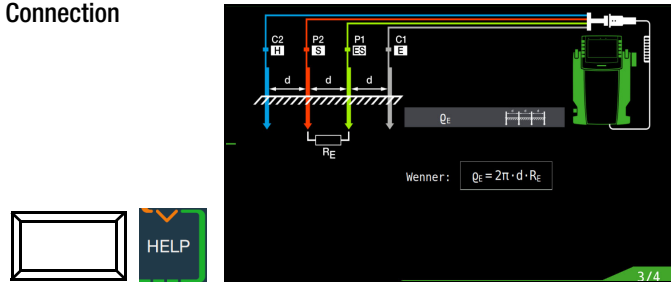 Connection
C2 P2 P1 C1
H S ES E
d d d
ϱE
RE
Wenner: ϱE = 2π·d·RE
HELP
3/4